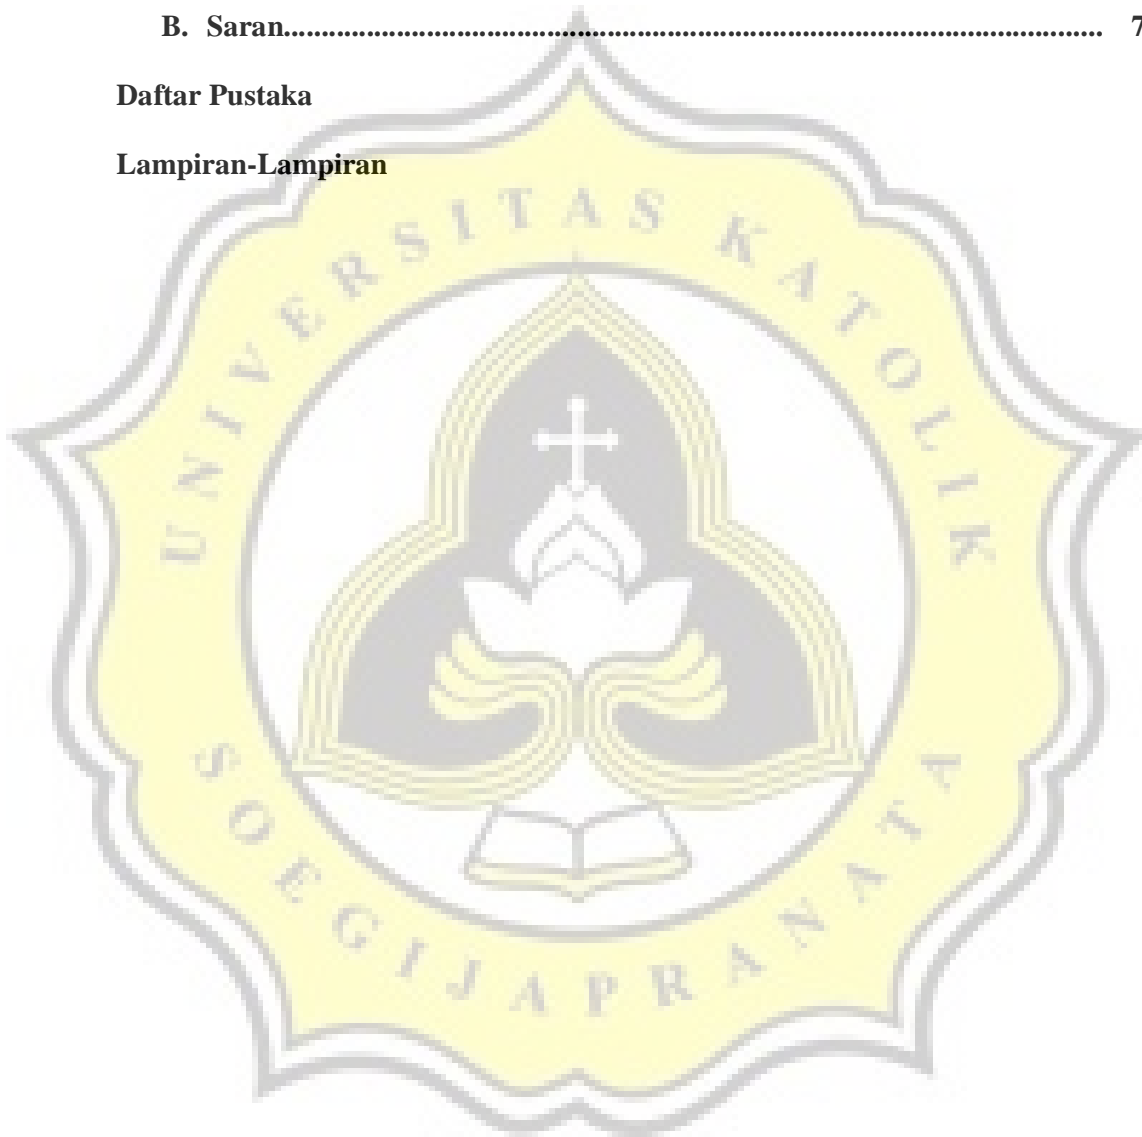 B. Saran............................................................................................................. 7
Daftar Pustaka
Lampiran-Lampiran
UNIVERSITAS KATOLIK
SOEGIJAPRANATA